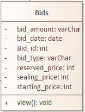 Bids
- bid_amount: varChar
- bid_date: date
- Bid_id: int
- bid_type: varChar
- reserved_price: int
- sealing_price: int
- starting_price: int
+ view(): void